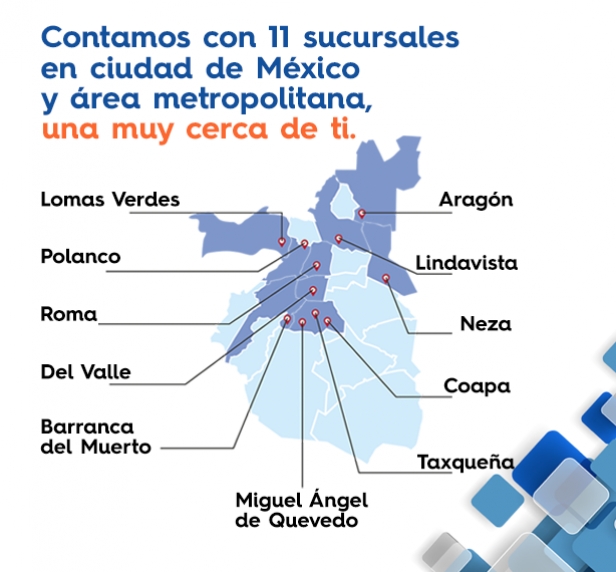 Contamos con 11 sucursales
en ciudad de México
y área metropolitana,
una muy cerca de ti.
Lomas Verdes
Polanco
Roma
Del Valle
Barranca
del Muerto
Miguel Ángel
de Quevedo
Aragón
Lindavista
Neza
Coapa
Taxqueña